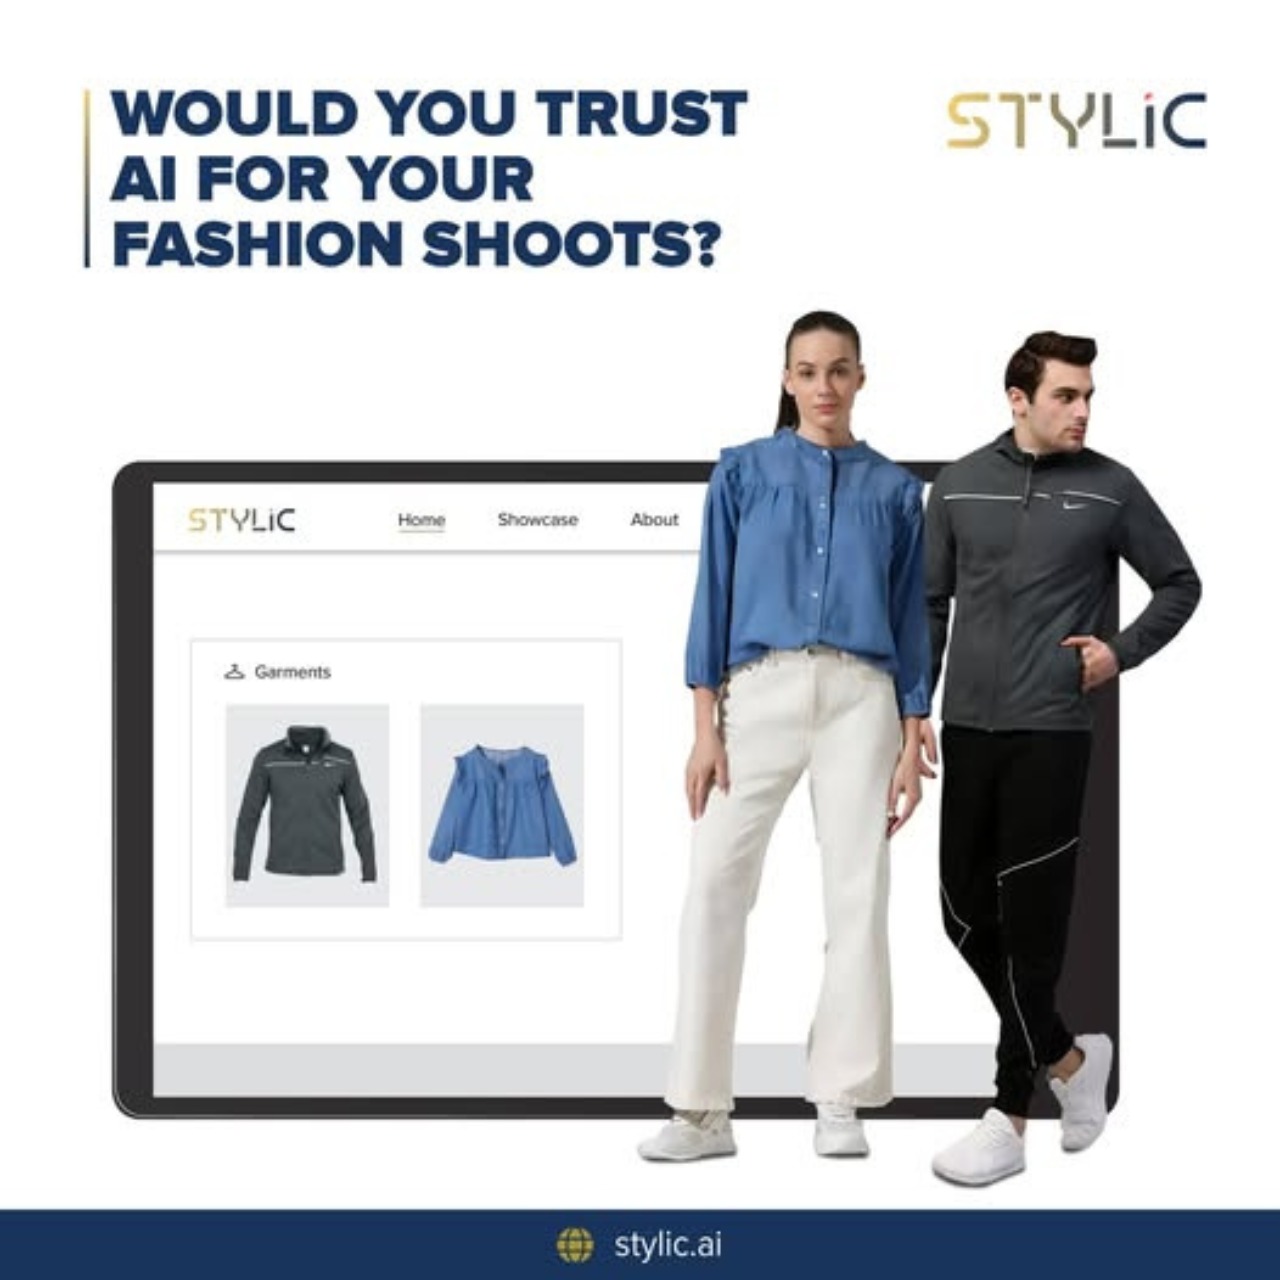 WOULD YOU TRUST
AI FOR YOUR
FASHION SHOOTS?
STYLiC
STYLiC
Home
Showcase
About
Garments
stylic.ai